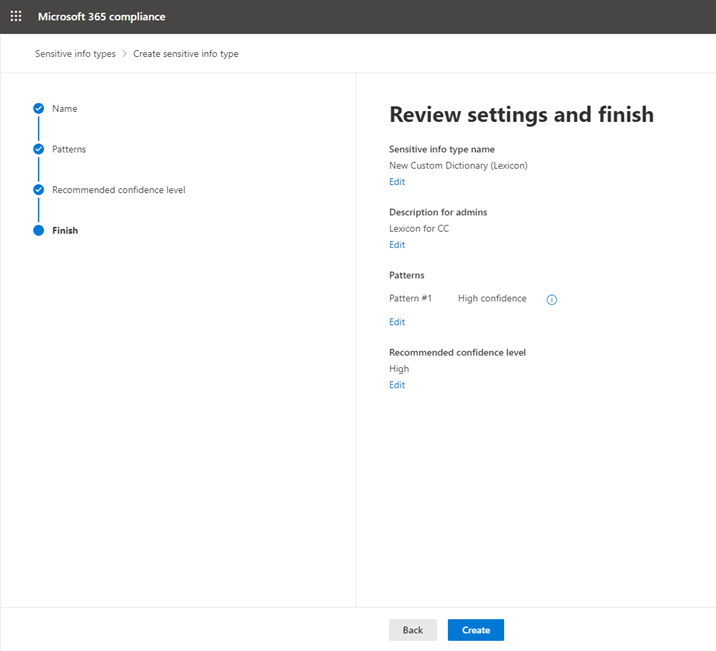 Microsoft 365 compliance
Sensitive info types > Create sensitive info type
Name
Patterns
Recommended confidence level
Finish
Review settings and finish
Sensitive info type name
New Custom Dictionary (Lexicon)
Edit
Description for admins
Lexicon for CC
Edit
Patterns
Pattern #1 High confidence
Edit
Recommended confidence level
High
Edit
Back Create